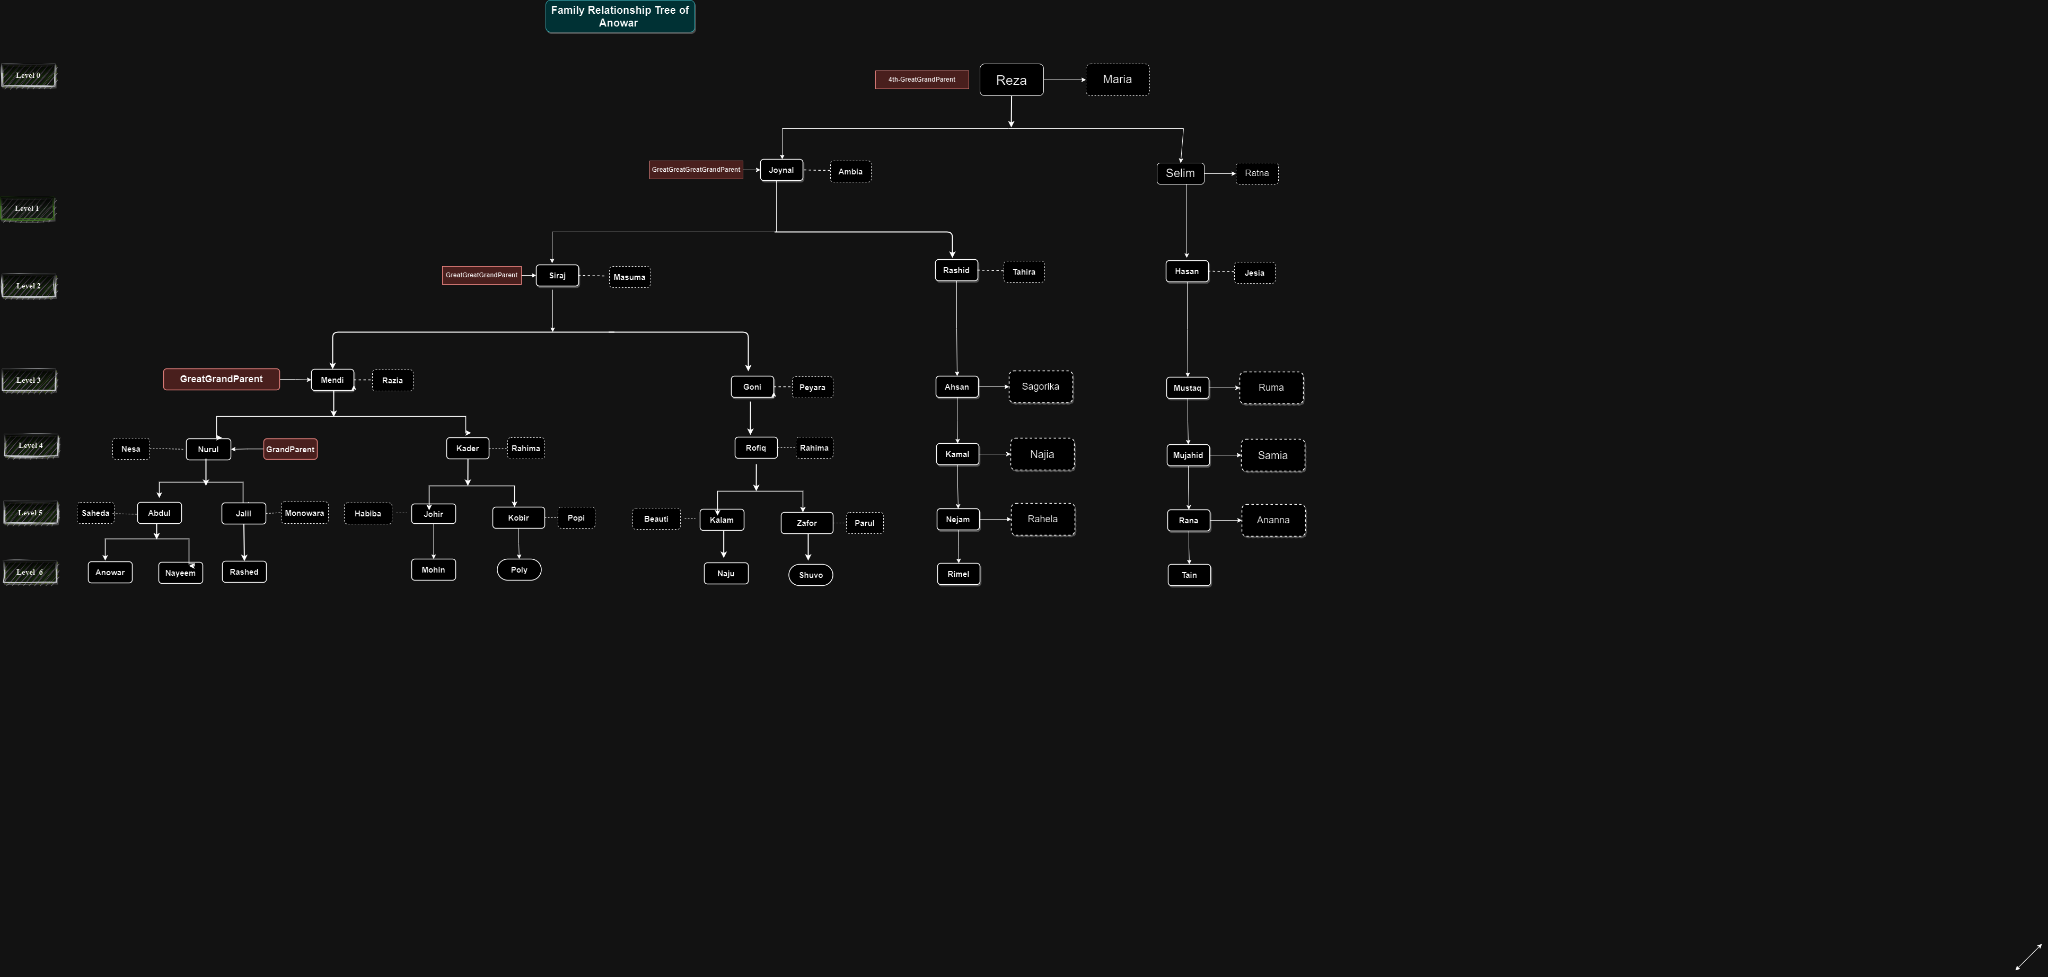 Family Relationship Tree of
Anowar
Level 0
4th-GreatGrandParent
Reza
Maria
GreatGreatGreatGrandParent
Joynal
Ambia
Selim
Ratna
Level 1
Level 2
GreatGreatGrandParent
Siraj
Masuma
Rashid
Tahira
Hasan
Jesia
Level 3
GreatGrandParent
Mendi
Razia
Goni
Peyara
Ahsan
Sagorika
Mustaq
Ruma
Level 4
Nesa
Nurul
GrandParent
Kader
Rahima
Rofiq
Rahima
Kamal
Najia
Mujahid
Samia
Level 5
Saheda
Abdul
Jalil
Monowara
Habiba
Johir
Kobir
Popi
Beauti
Kalam
Zafor
Parul
Nejam
Rahela
Rana
Ananna
Level 6
Anowar
Nayeem
Rashed
Mohin
Poly
Naju
Shuvo
Rimel
Tain